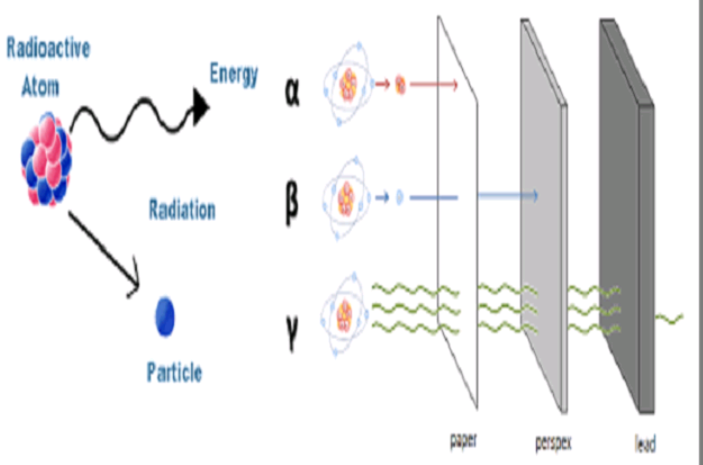 Radioactive
Atom
Energy
Radiation
Particle
α
β
γ
paper
perspex
lead